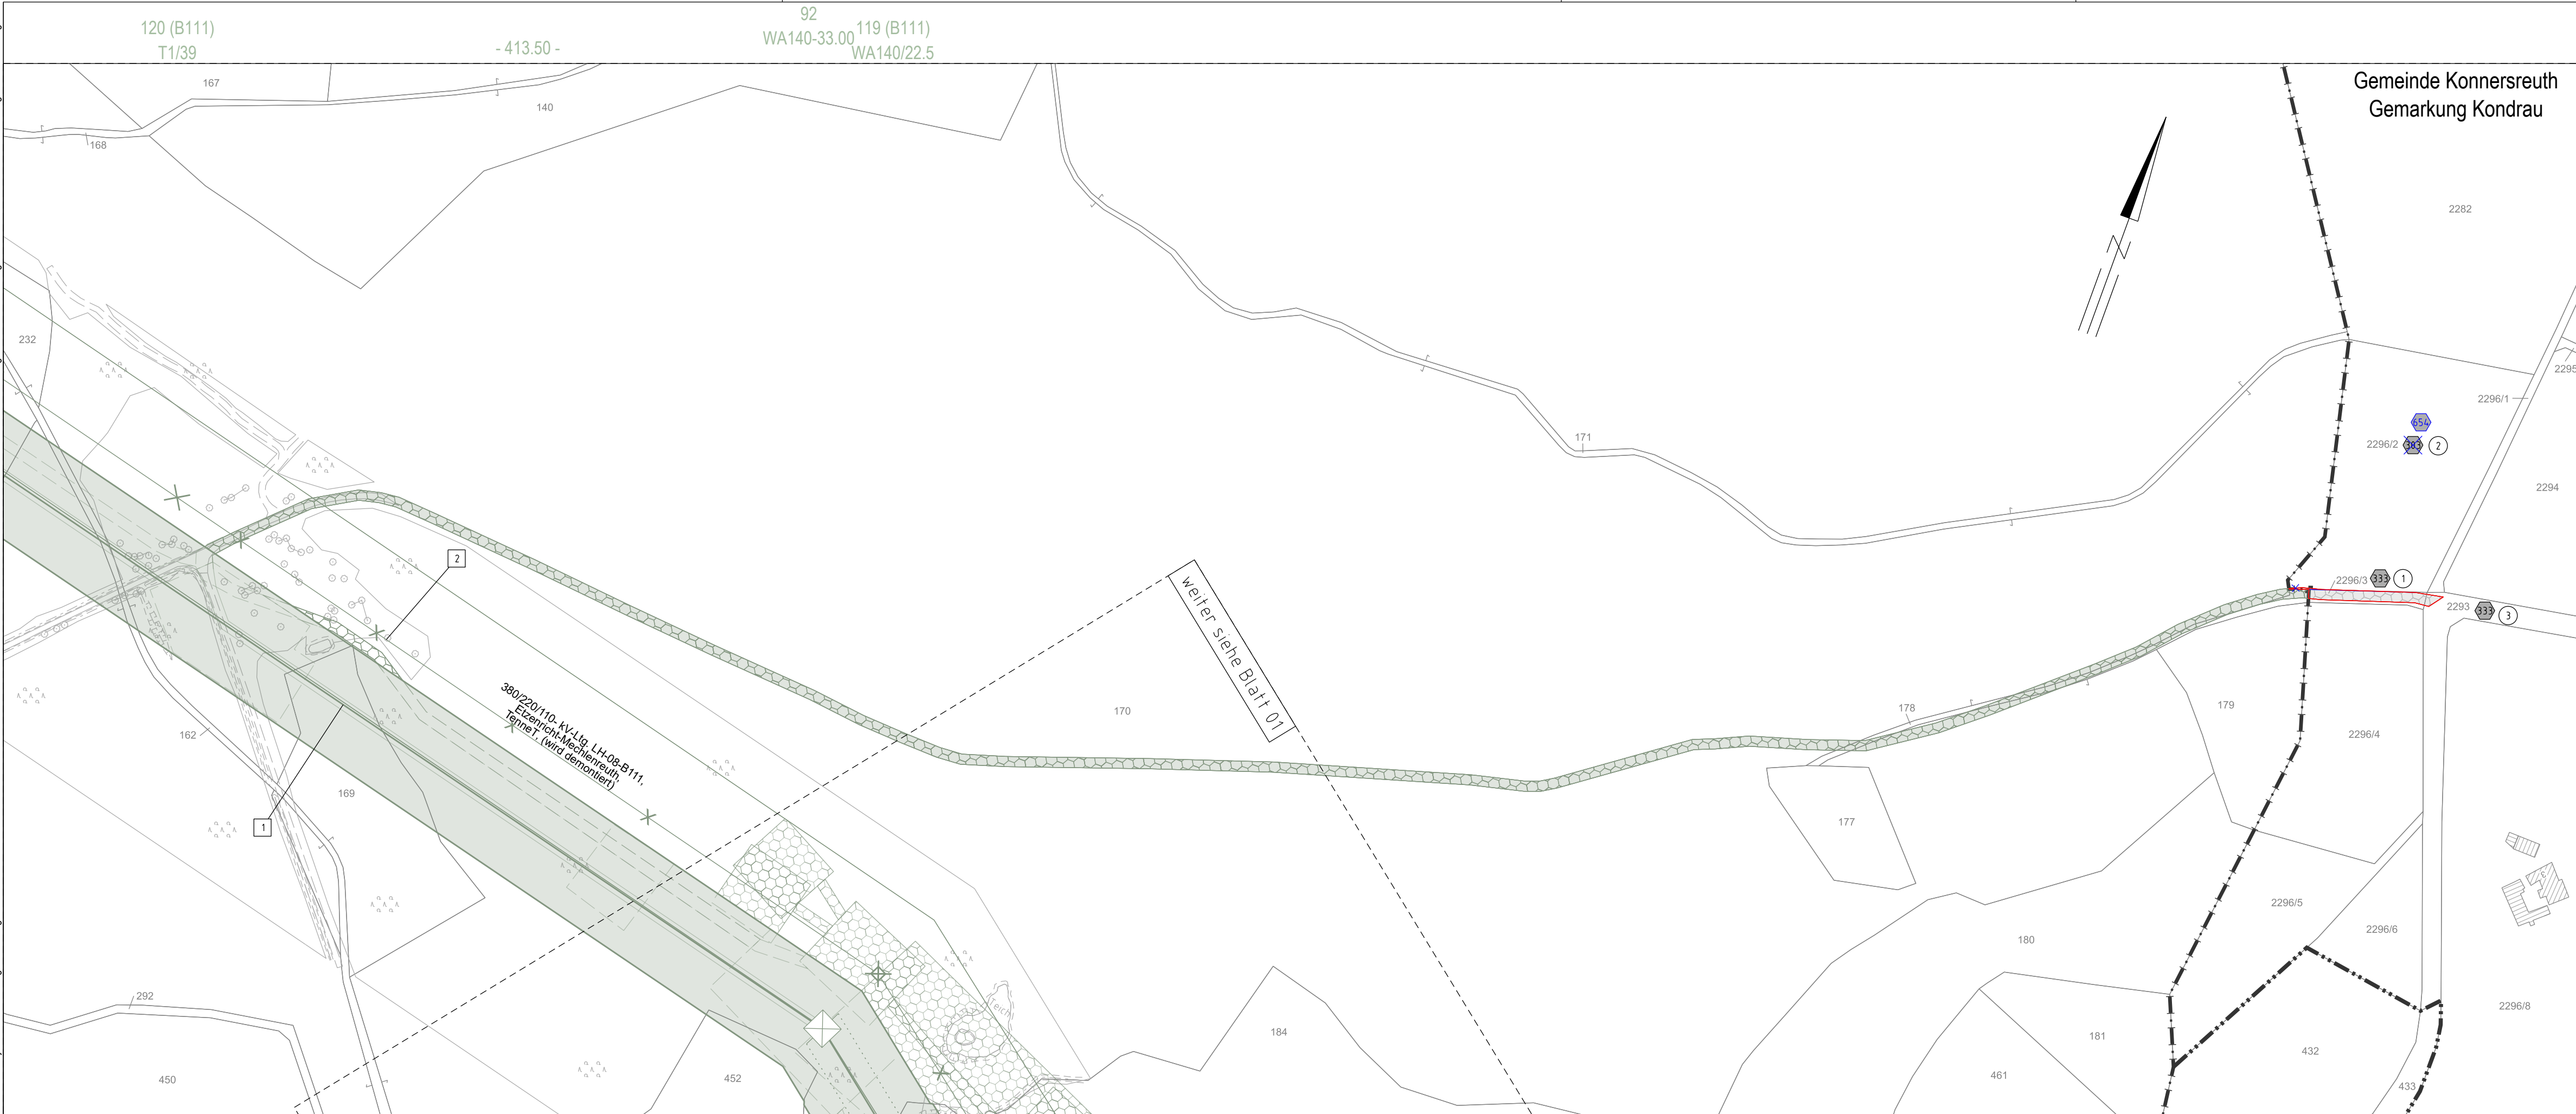 92
120 (B111)
119 (B111)
WA140-33.00
T1/39
- 413.50 -
WA140/22.5
Gemeinde Konnersreuth
Gemarkung Kondrau
167
140
168
2282
N
232
2295
2296/1
654
2296/2
383
2
171
2294
2
2296/3
333
1
2293
333
3
weiter siehe Blatt 01
380/220/110- kV-Ltg. LH-08-B111,
Etzenricht-Mechlenreuth,
TenneT, (wird demontiert)
170
178
179
162
2296/4
169
1
177
2296/5
2296/6
180
292
Teich
2296/8
184
181
432
450
452
461
433